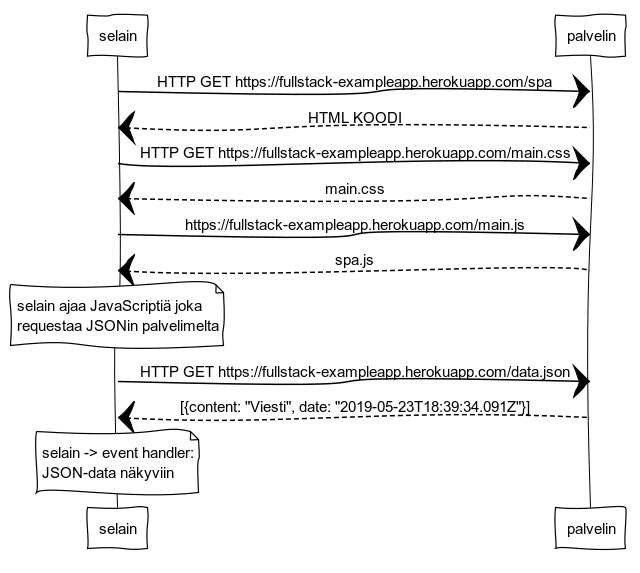 selain
palvelin
HTTP GET https://fullstack-exampleapp.herokuapp.com/spa
HTML KOODI
HTTP GET https://fullstack-exampleapp.herokuapp.com/main.css
main.css
https://fullstack-exampleapp.herokuapp.com/main.js
spa.js
selain ajaa JavaScriptiä joka
requestaa JSONin palvelimelta
HTTP GET https://fullstack-exampleapp.herokuapp.com/data.json
[{content: "Viesti", date: "2019-05-23T18:39:34.091Z"}]
selain -> event handler:
JSON-data näkyviin
selain
palvelin